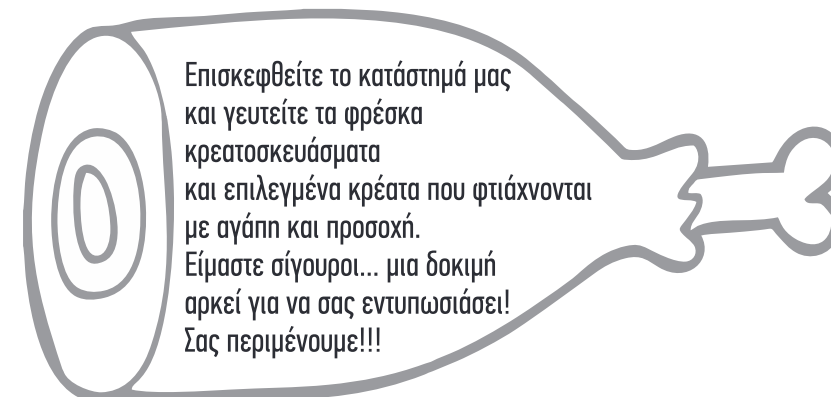 Επισκεφθείτε το κατάστημά μας
και γευτείτε τα φρέσκα
κρεατοσκευάσματα
και επιλεγμένα κρέατα που φτιάχνονται
με αγάπη και προσοχή.
Είμαστε σίγουροι... μια δοκιμή
αρκεί για να σας εντυπωσιάσει!
Σας περιμένουμε!!!